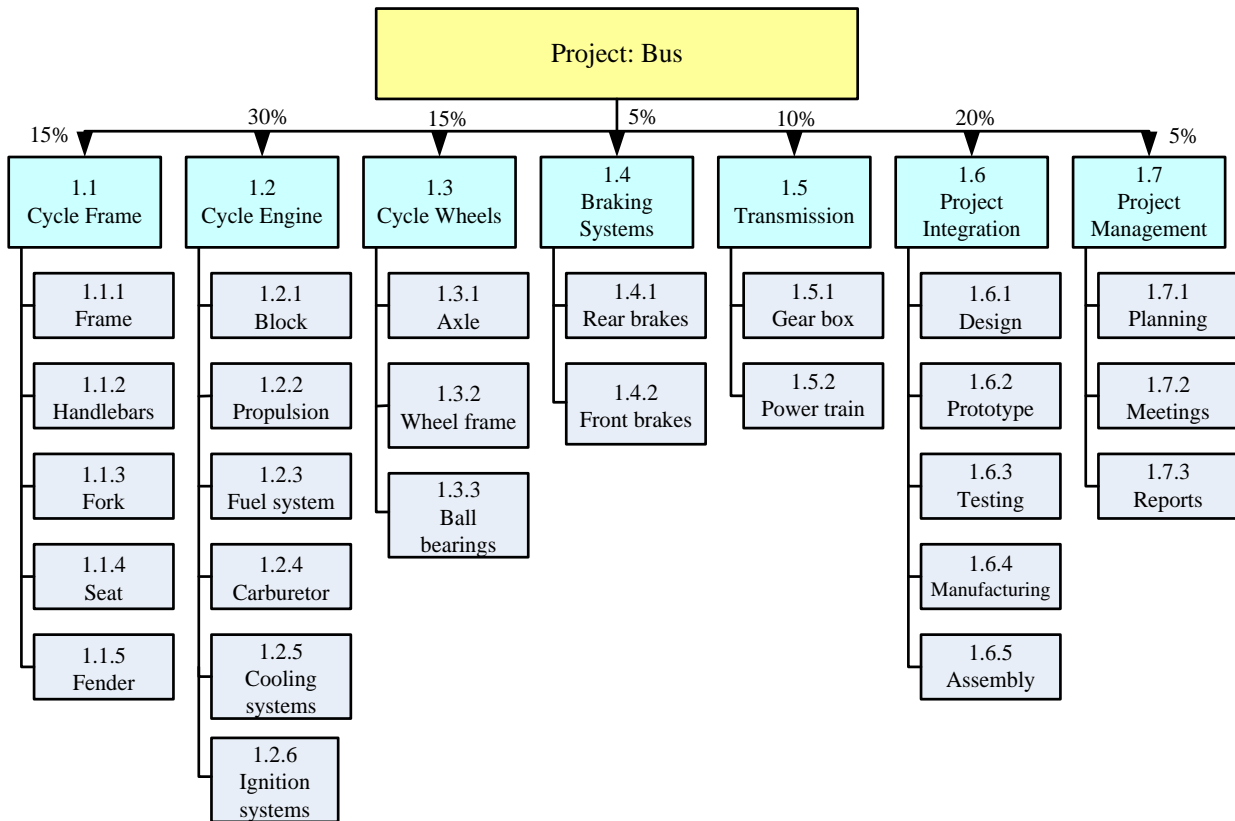 Project: Bus
15%
30%
15%
5%
10%
20%
5%
1.1
Cycle Frame
1.2
Cycle Engine
1.3
Cycle Wheels
1.4
Braking
Systems
1.5
Transmission
1.6
Project
Integration
1.7
Project
Management
1.1.1
Frame
1.1.2
Handlebars
1.1.3
Fork
1.1.4
Seat
1.1.5
Fender
1.2.1
Block
1.2.2
Propulsion
1.2.3
Fuel system
1.2.4
Carburetor
1.2.5
Cooling
systems
1.2.6
Ignition
systems
1.3.1
Axle
1.3.2
Wheel frame
1.3.3
Ball
bearings
1.4.1
Rear brakes
1.4.2
Front brakes
1.5.1
Gear box
1.5.2
Power train
1.6.1
Design
1.6.2
Prototype
1.6.3
Testing
1.6.4
Manufacturing
1.6.5
Assembly
1.7.1
Planning
1.7.2
Meetings
1.7.3
Reports